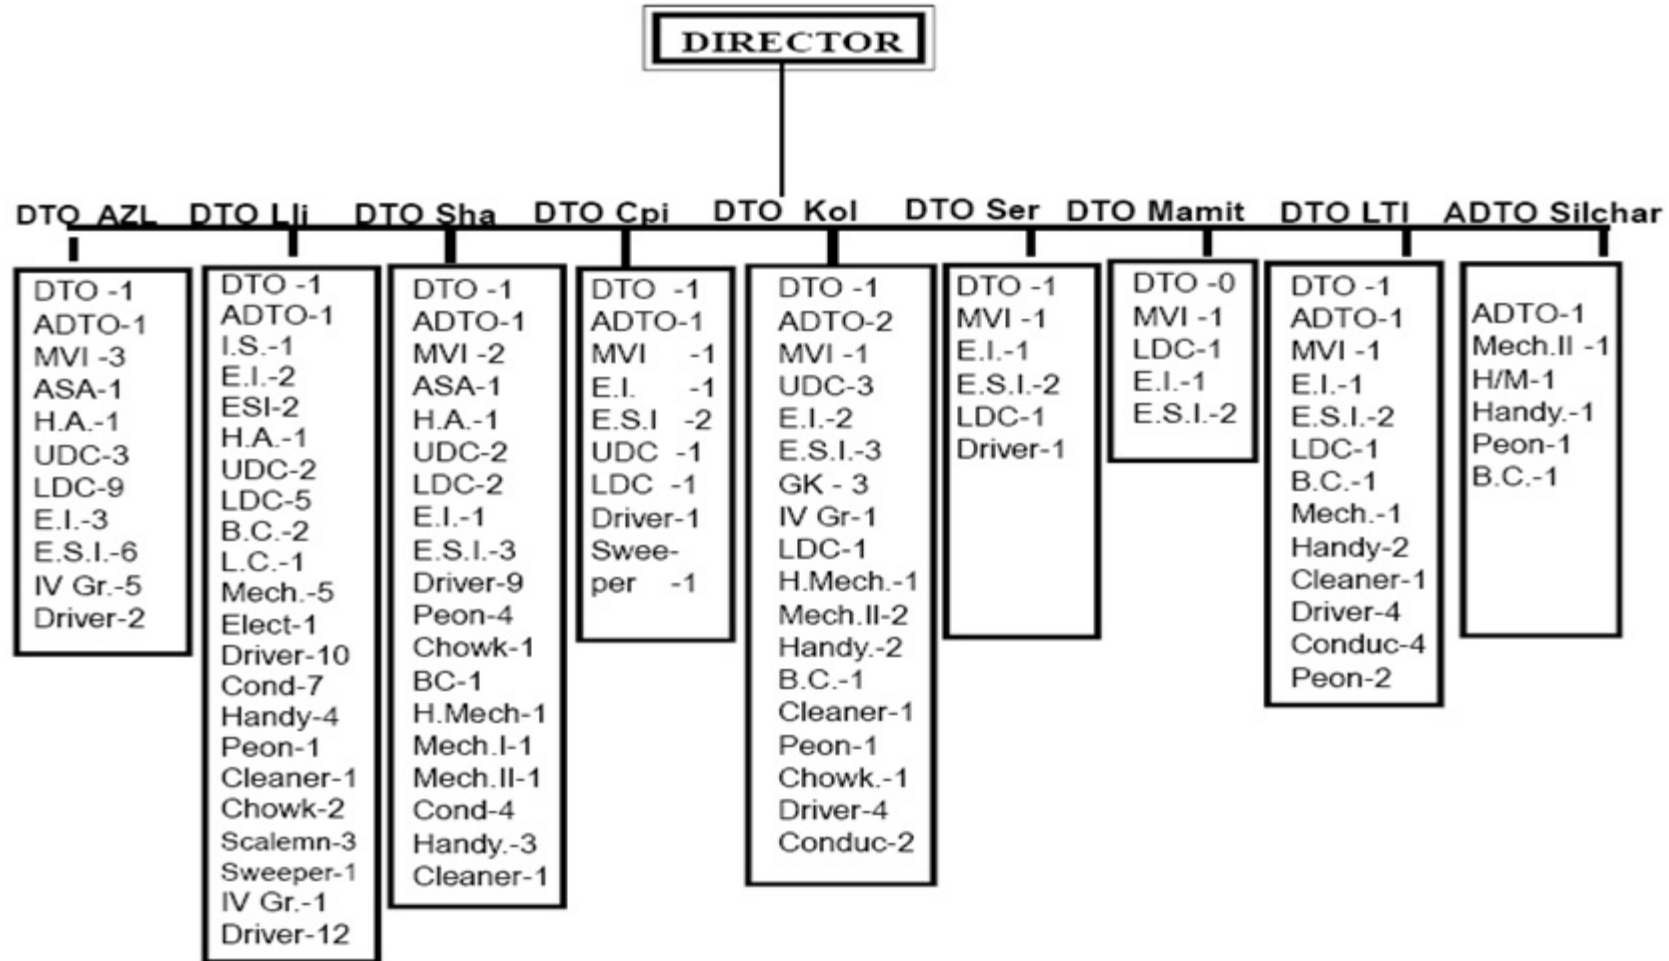 DIRECTOR
DTO AZL
DTO Lli
DTO Sha
DTO Cpi
DTO Kol
DTO Ser
DTO Mamit
DTO LTI
ADTO Silchar
DTO -1
ADTO-1
MVI -3
ASA-1
H.A.-1
UDC-3
LDC-9
E.I.-3
E.S.I.-6
IV Gr.-5
Driver-2
DTO -1
ADTO-1
I.S.-1
E.I.-2
ESI-2
H.A.-1
UDC-2
LDC-5
B.C.-2
L.C.-1
Mech.-5
Elect-1
Driver-10
Cond-7
Handy-4
Peon-1
Cleaner-1
Chowk-2
Scalemn-3
Sweeper-1
IV Gr.-1
Driver-12
DTO -1
ADTO-1
MVI -2
ASA-1
H.A.-1
UDC-2
LDC-2
E.I.-1
E.S.I.-3
Driver-9
Peon-4
Chowk-1
BC-1
H.Mech-1
Mech.I-1
Mech.II-1
Cond-4
Handy.-3
Cleaner-1
DTO -1
ADTO-1
MVI -1
E.I. -1
E.S.I -2
UDC -1
LDC -1
Driver-1
Swee-
per -1
DTO -1
ADTO-2
MVI -1
UDC-3
E.I.-2
E.S.I.-3
GK - 3
IV Gr-1
LDC-1
H.Mech.-1
Mech.II-2
Handy.-2
B.C.-1
Cleaner-1
Peon-1
Chowk.-1
Driver-4
Conduc-2
DTO -1
MVI -1
E.I.-1
E.S.I.-2
LDC-1
Driver-1
DTO -0
MVI -1
LDC-1
E.I.-1
E.S.I.-2
DTO -1
ADTO-1
MVI -1
E.I.-1
E.S.I.-2
LDC-1
B.C.-1
Mech.-1
Handy-2
Cleaner-1
Driver-4
Conduc-4
Peon-2
ADTO-1
Mech.II -1
H/M-1
Handy.-1
Peon-1
B.C.-1